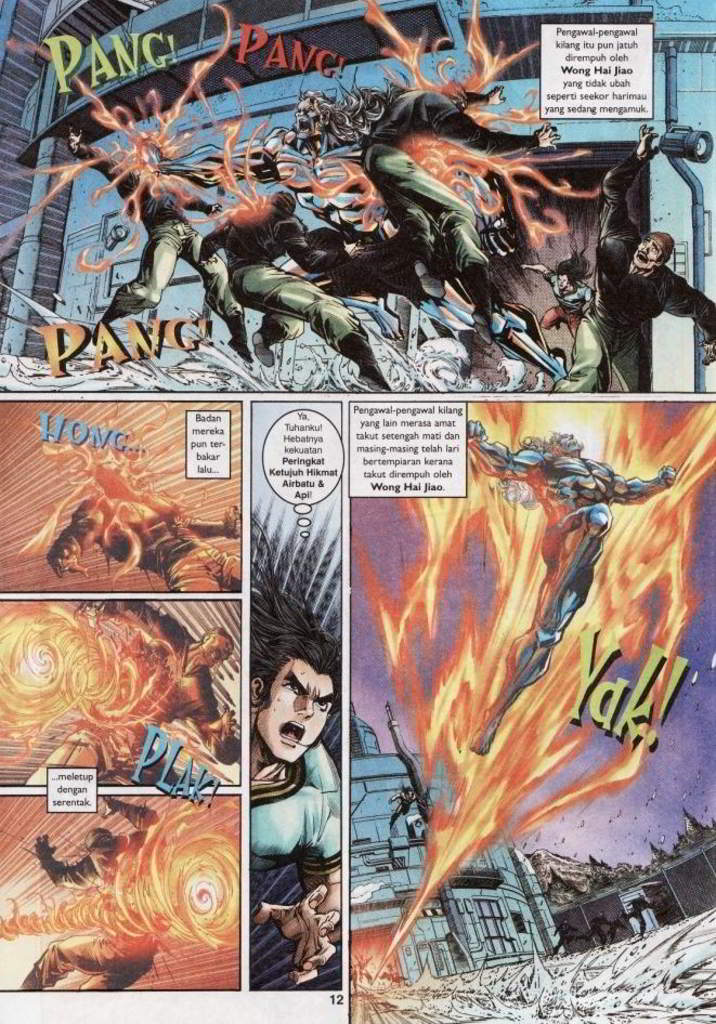 PANG!
PANG!
Pengawal-pengawal
kilang itu pun jatuh
dirempuh oleh
Wong Hai Jiao
yang tidak ubah
seperti seekor harimau
yang sedang mengamuk.
PANG!
HONG...
Badan
mereka
pun ter-
bakar
lalu...
...meletup
dengan
serentak.
PLAK!
Ya,
Tuhanku!
Hebatnya
kekuatan
Peringkat
Ketujuh Hikmat
Airbatu &
Api!
Pengawal-pengawal kilang
yang lain merasa amat
takut setengah mati dan
masing-masing telah lari
bertempiaran kerana
takut dirempuh oleh
Wong Hai Jiao.
Yak!
12